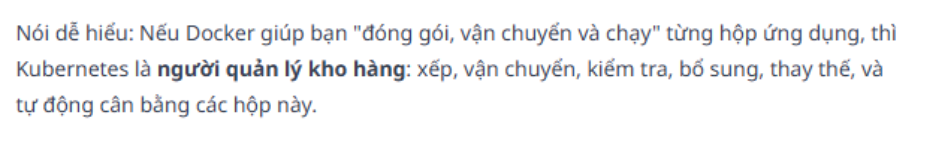 Nói dễ hiểu: Nếu Docker giúp bạn "đóng gói, vận chuyển và chạy" từng hộp ứng dụng, thì
Kubernetes là người quản lý kho hàng: xếp, vận chuyển, kiểm tra, bổ sung, thay thế, và
tự động cân bằng các hộp này.